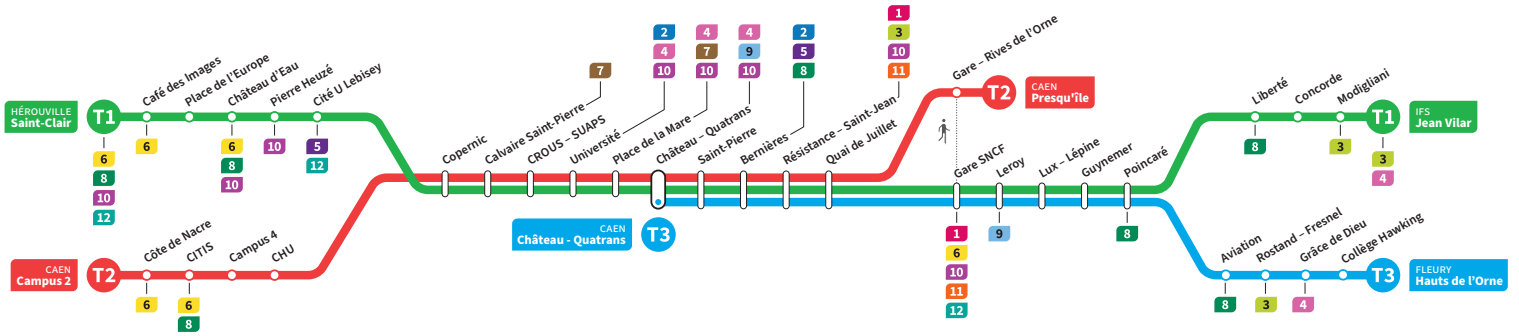 HÉROUVILLE
Saint-Clair
T1
6
8
10
12
Café des Images
6
Place de l'Europe
Château d'Eau
6
8
10
Pierre Heuzé
10
Cité U Lebisey
5
12
CAEN
Campus 2
T2
Côte de Nacre
6
CITIS
6
8
Campus 4
CHU
Copernic
Calvaire Saint-Pierre
7
CROUS – SUAPS
Université
2
4
10
Place de la Mare
4
7
10
Château – Quatrans
4
9
10
CAEN
Château - Quatrans
T3
Saint-Pierre
Bernières
2
5
8
Résistance – Saint-Jean
1
3
10
11
Quai de Juillet
Gare – Rives de l'Orne
T2
CAEN
Presqu'île
Gare SNCF
1
6
10
11
12
Leroy
9
Lux – Lépine
Guynemer
Poincaré
8
Liberté
8
Concorde
Modigliani
3
T1
3
4
IFS
Jean Vilar
Aviation
8
Rostand – Fresnel
3
Grâce de Dieu
4
Collège Hawking
T3
FLEURY
Hauts de l'Orne